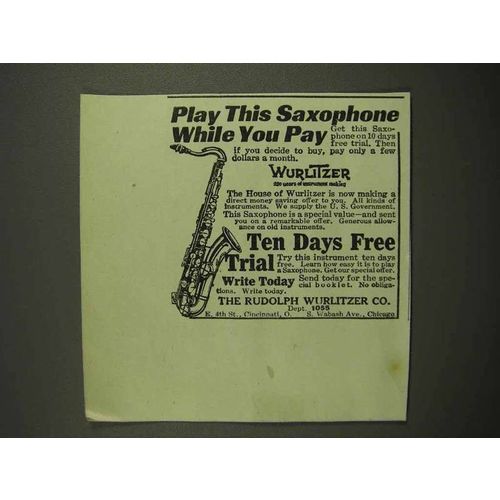 Play This Saxophone
While You Pay
Get this Saxo-
phone on 10 days
free trial. Then
if you decide to buy, pay only a few
dollars a month.
WURLITZER
200 years of instrument making
The House of Wurlitzer is now making a
direct money saving offer to you. All kinds of
Instruments. We supply the U. S. Government.
This Saxophone is a special value—and sent
you on a remarkable offer. Generous allow-
ance on old instruments.
Ten Days Free
Trial
Try this instrument ten days
free. Learn how easy it is to play
a Saxophone. Get our special offer.
Write Today
Send today for the spe-
cial booklet. No obliga-
tions. Write today.
THE RUDOLPH WURLITZER CO.
Dept. 1055
E. 4th St., Cincinnati, O. S. Wabash Ave., Chicago